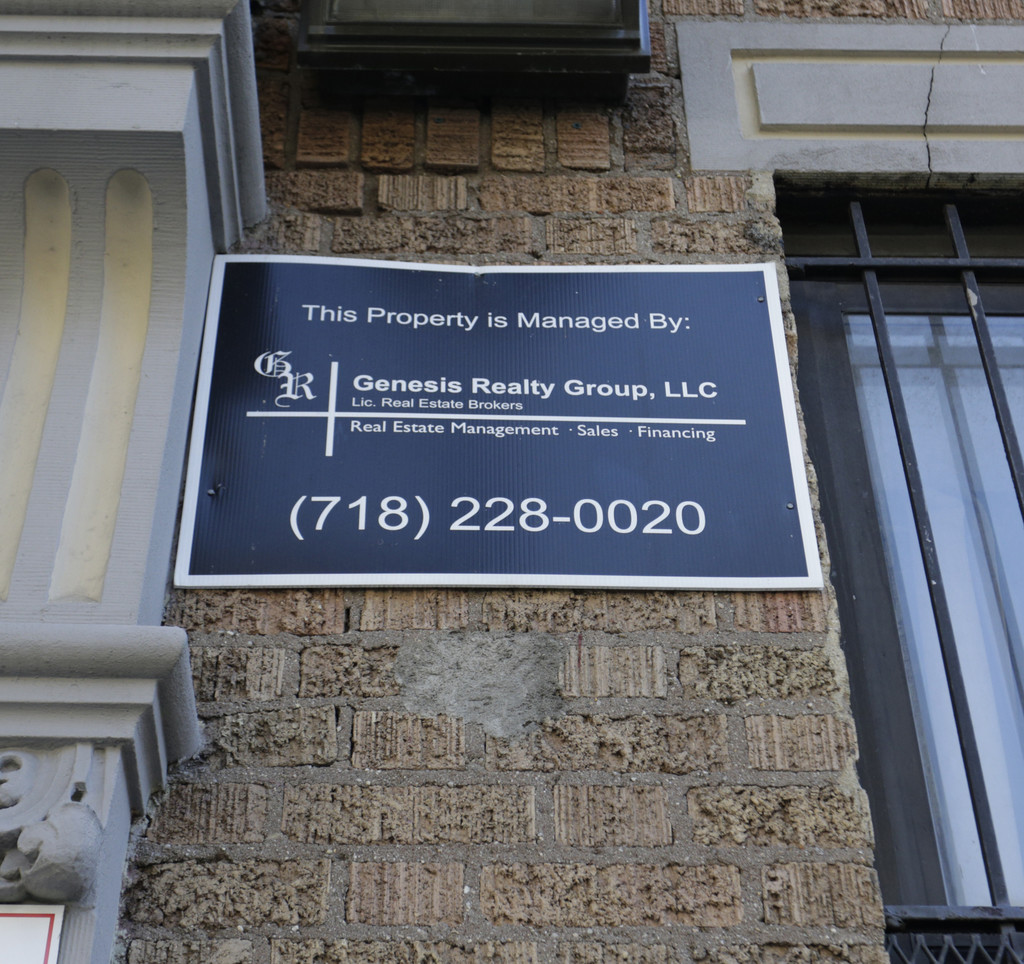 This Property is Managed By:
GR
Genesis Realty Group, LLC
Lic. Real Estate Brokers
Real Estate Management · Sales · Financing
(718) 228-0020